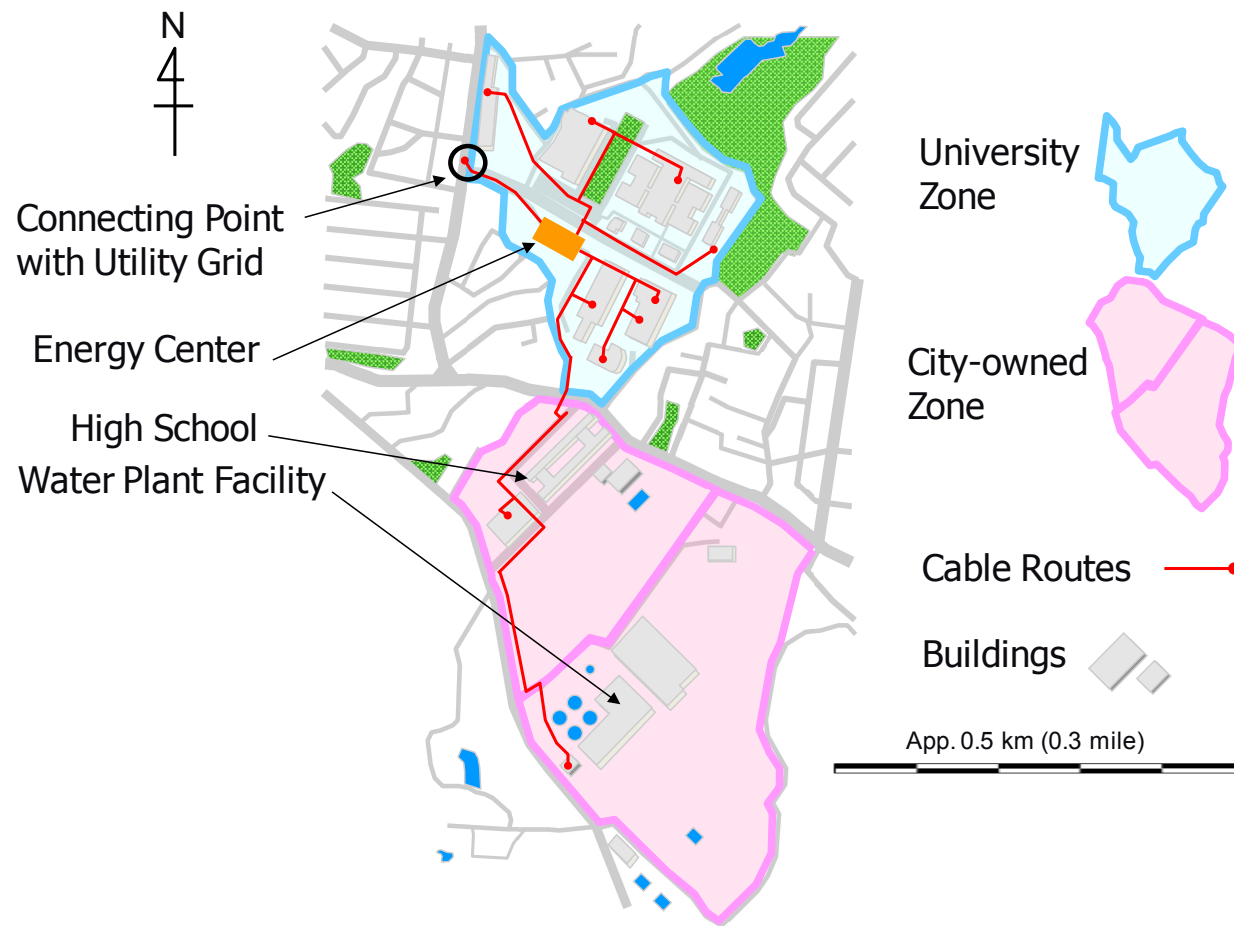 N
Connecting Point
with Utility Grid
Energy Center
High School
Water Plant Facility
University
Zone
City-owned
Zone
Cable Routes
Buildings
App. 0.5 km (0.3 mile)